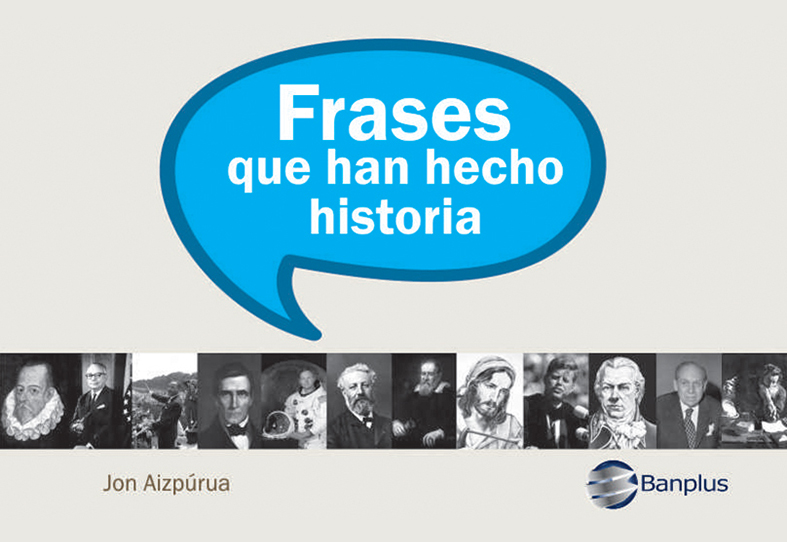 Frases
que han hecho
historia
Jon Aizpúrua
Banplus